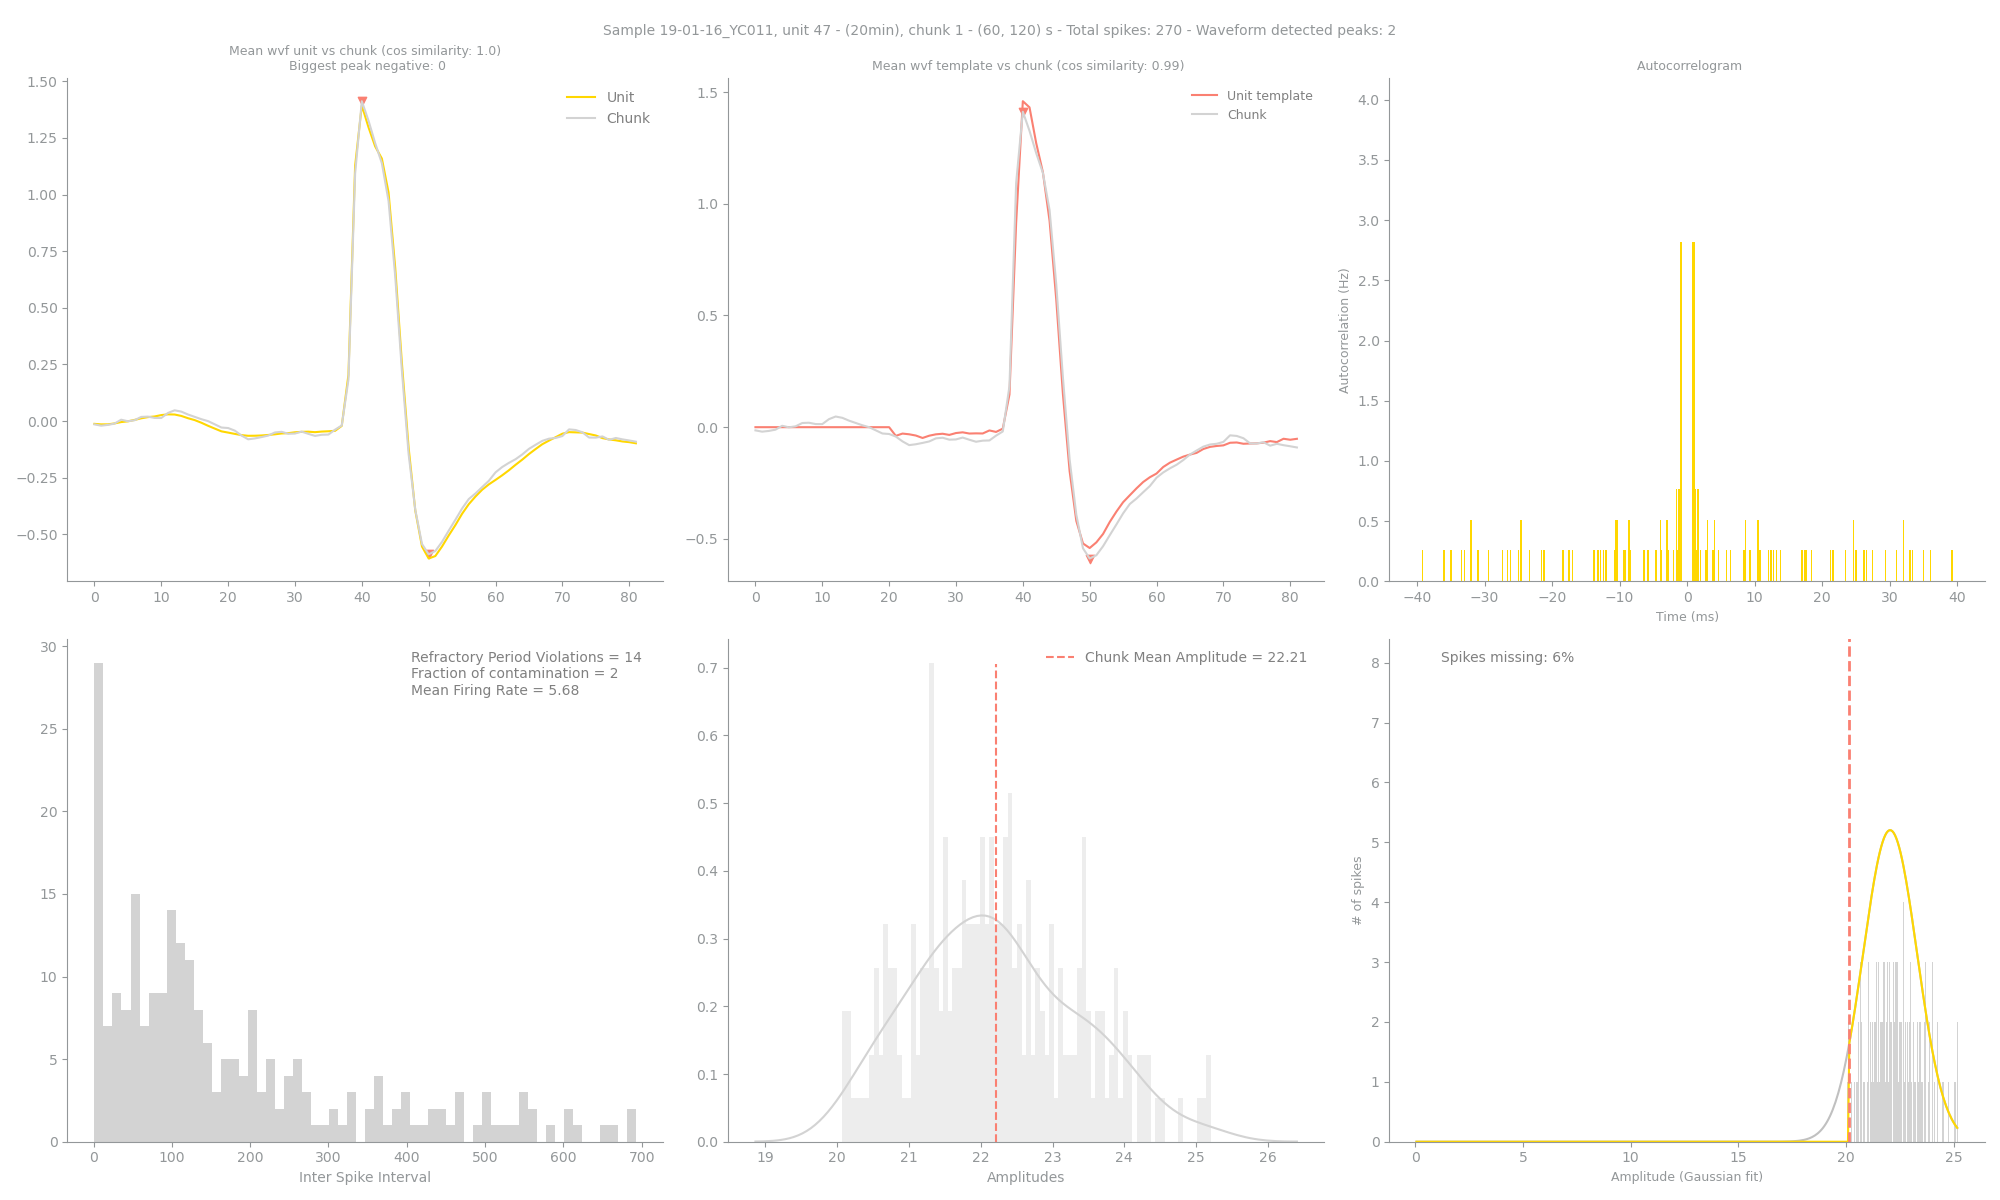 Sample 19-01-16_YC011, unit 47 - (20min), chunk 1 - (60, 120) s - Total spikes: 270 - Waveform detected peaks: 2
Mean wvf unit vs chunk (cos similarity: 1.0)
Biggest peak negative: 0
1.50
1.25
1.00
0.75
0.50
0.25
0.00
−0.25
−0.50
0 10 20 30 40 50 60 70 80
Unit
Chunk
Mean wvf template vs chunk (cos similarity: 0.99)
1.5
1.0
0.5
0.0
−0.5
0 10 20 30 40 50 60 70 80
Unit template
Chunk
Autocorrelogram
Autocorrelation (Hz)
4.0
3.5
3.0
2.5
2.0
1.5
1.0
0.5
0.0
−40 −30 −20 −10 0 10 20 30 40
Time (ms)
30
25
20
15
10
5
0
Refractory Period Violations = 14
Fraction of contamination = 2
Mean Firing Rate = 5.68
0 100 200 300 400 500 600 700
Inter Spike Interval
0.7
0.6
0.5
0.4
0.3
0.2
0.1
0.0
Chunk Mean Amplitude = 22.21
19 20 21 22 23 24 25 26
Amplitudes
# of spikes
8
7
6
5
4
3
2
1
0
Spikes missing: 6%
0 5 10 15 20 25
Amplitude (Gaussian fit)